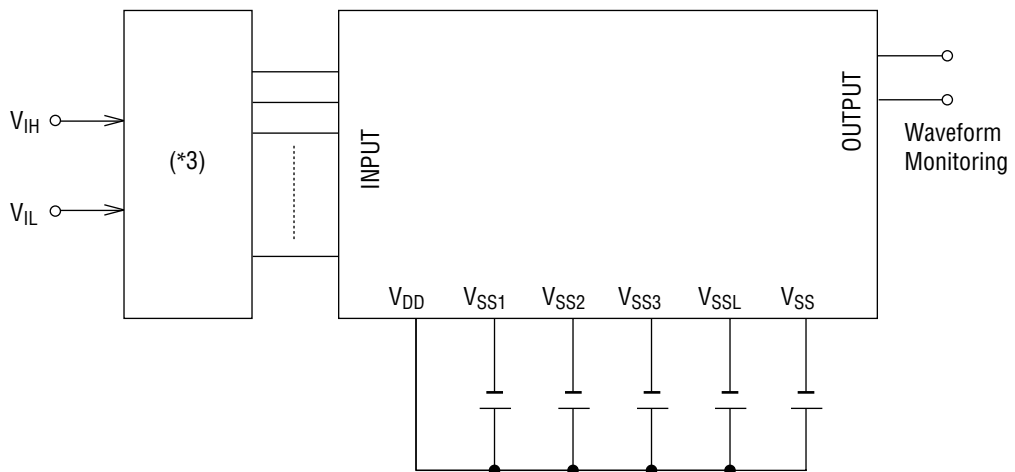 V_IH
V_IL
(*3)
INPUT
OUTPUT
Waveform
Monitoring
V_DD V_SS1 V_SS2 V_SS3 V_SSL V_SS